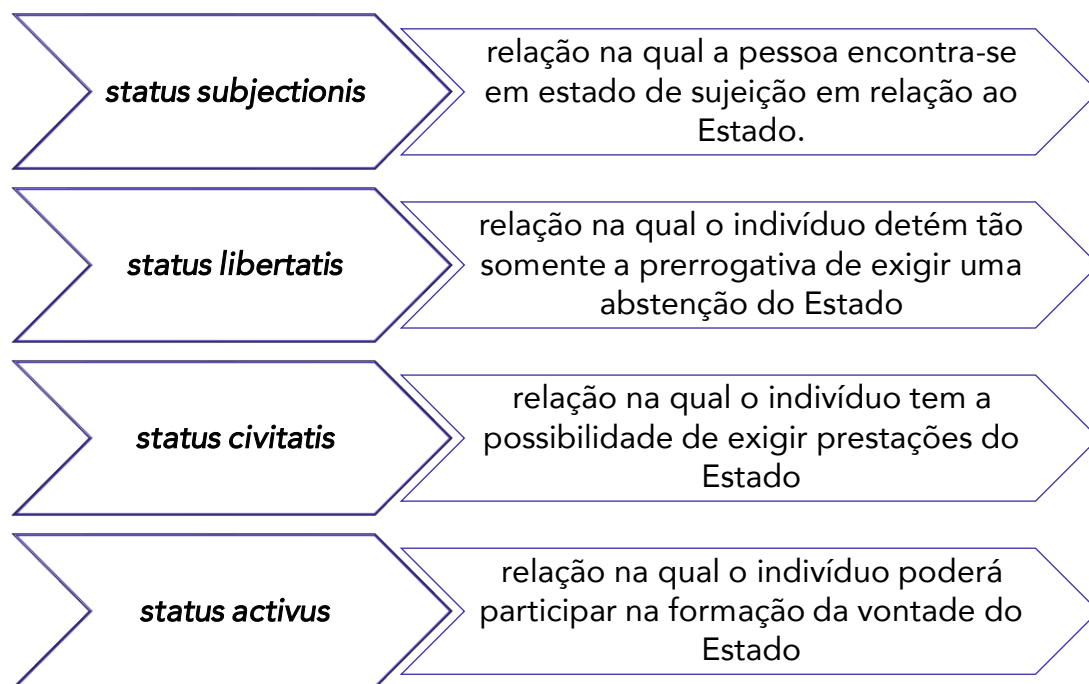 status subjectionis
relação na qual a pessoa encontra-se
em estado de sujeição em relação ao
Estado.
status libertatis
relação na qual o indivíduo detém tão
somente a prerrogativa de exigir uma
abstenção do Estado
status civitatis
relação na qual o indivíduo tem a
possibilidade de exigir prestações do
Estado
status activus
relação na qual o indivíduo poderá
participar na formação da vontade do
Estado